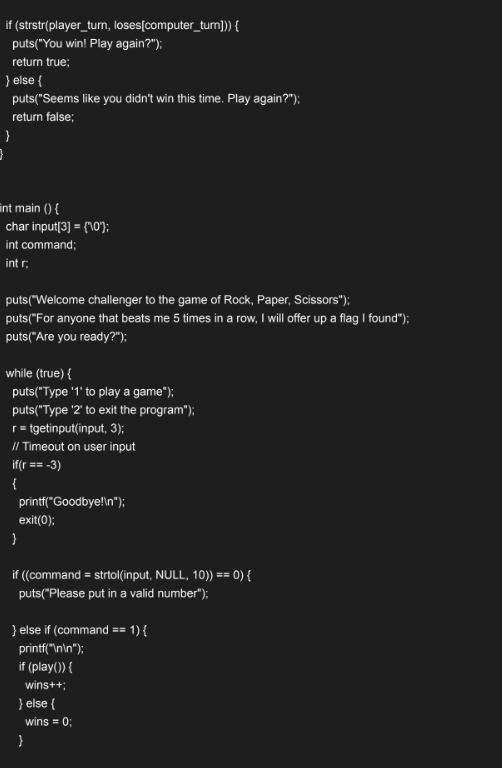 if (strstr(player_turn, loses[computer_turn])) {
puts("You win! Play again?");
return true;
} else {
puts("Seems like you didn't win this time. Play again?");
return false;
}
}
int main () {
char input[3] = {'\0'};
int command;
int r;
puts("Welcome challenger to the game of Rock, Paper, Scissors");
puts("For anyone that beats me 5 times in a row, I will offer up a flag I found");
puts("Are you ready?");
while (true) {
puts("Type '1' to play a game");
puts("Type '2' to exit the program");
r = tgetinput(input, 3);
// Timeout on user input
if(r == -3)
{
printf("Goodbye!\n");
exit(0);
}
if ((command = strtol(input, NULL, 10)) == 0) {
puts("Please put in a valid number");
} else if (command == 1) {
printf("\n\n");
if (play()) {
wins++;
} else {
wins = 0;
}